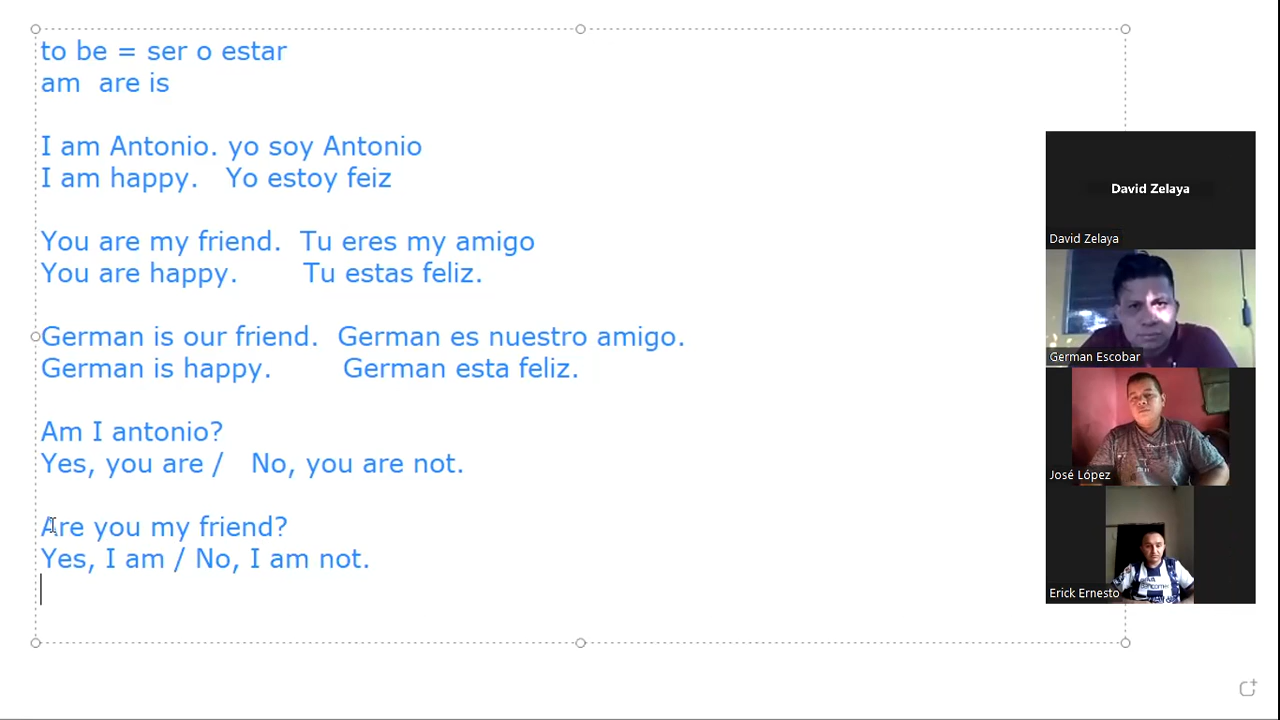 to be = ser o estar
am are is
I am Antonio. yo soy Antonio
I am happy. Yo estoy feiz
You are my friend. Tu eres my amigo
You are happy. Tu estas feliz.
German is our friend. German es nuestro amigo.
German is happy. German esta feliz.
Am I antonio?
Yes, you are / No, you are not.
Are you my friend?
Yes, I am / No, I am not.
David Zelaya
David Zelaya
German Escobar
José López
Erick Ernesto